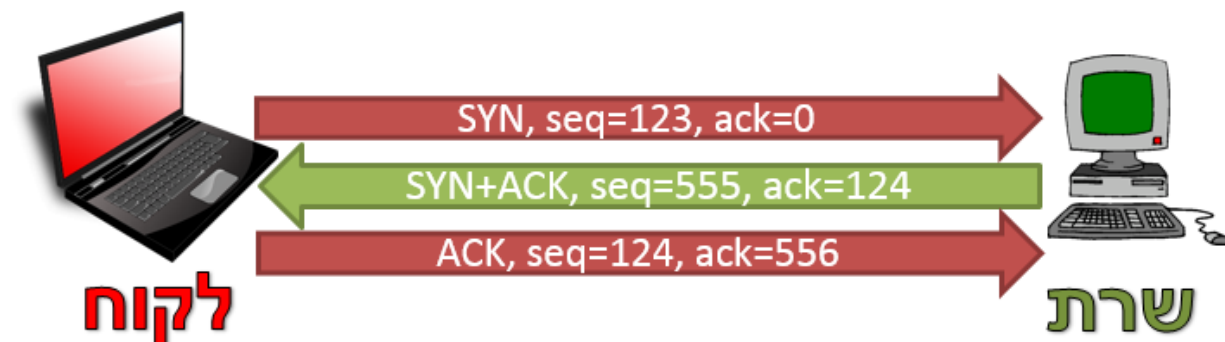 SYN, seq=123, ack=0
SYN+ACK, seq=555, ack=124
ACK, seq=124, ack=556
לקוח
שרת